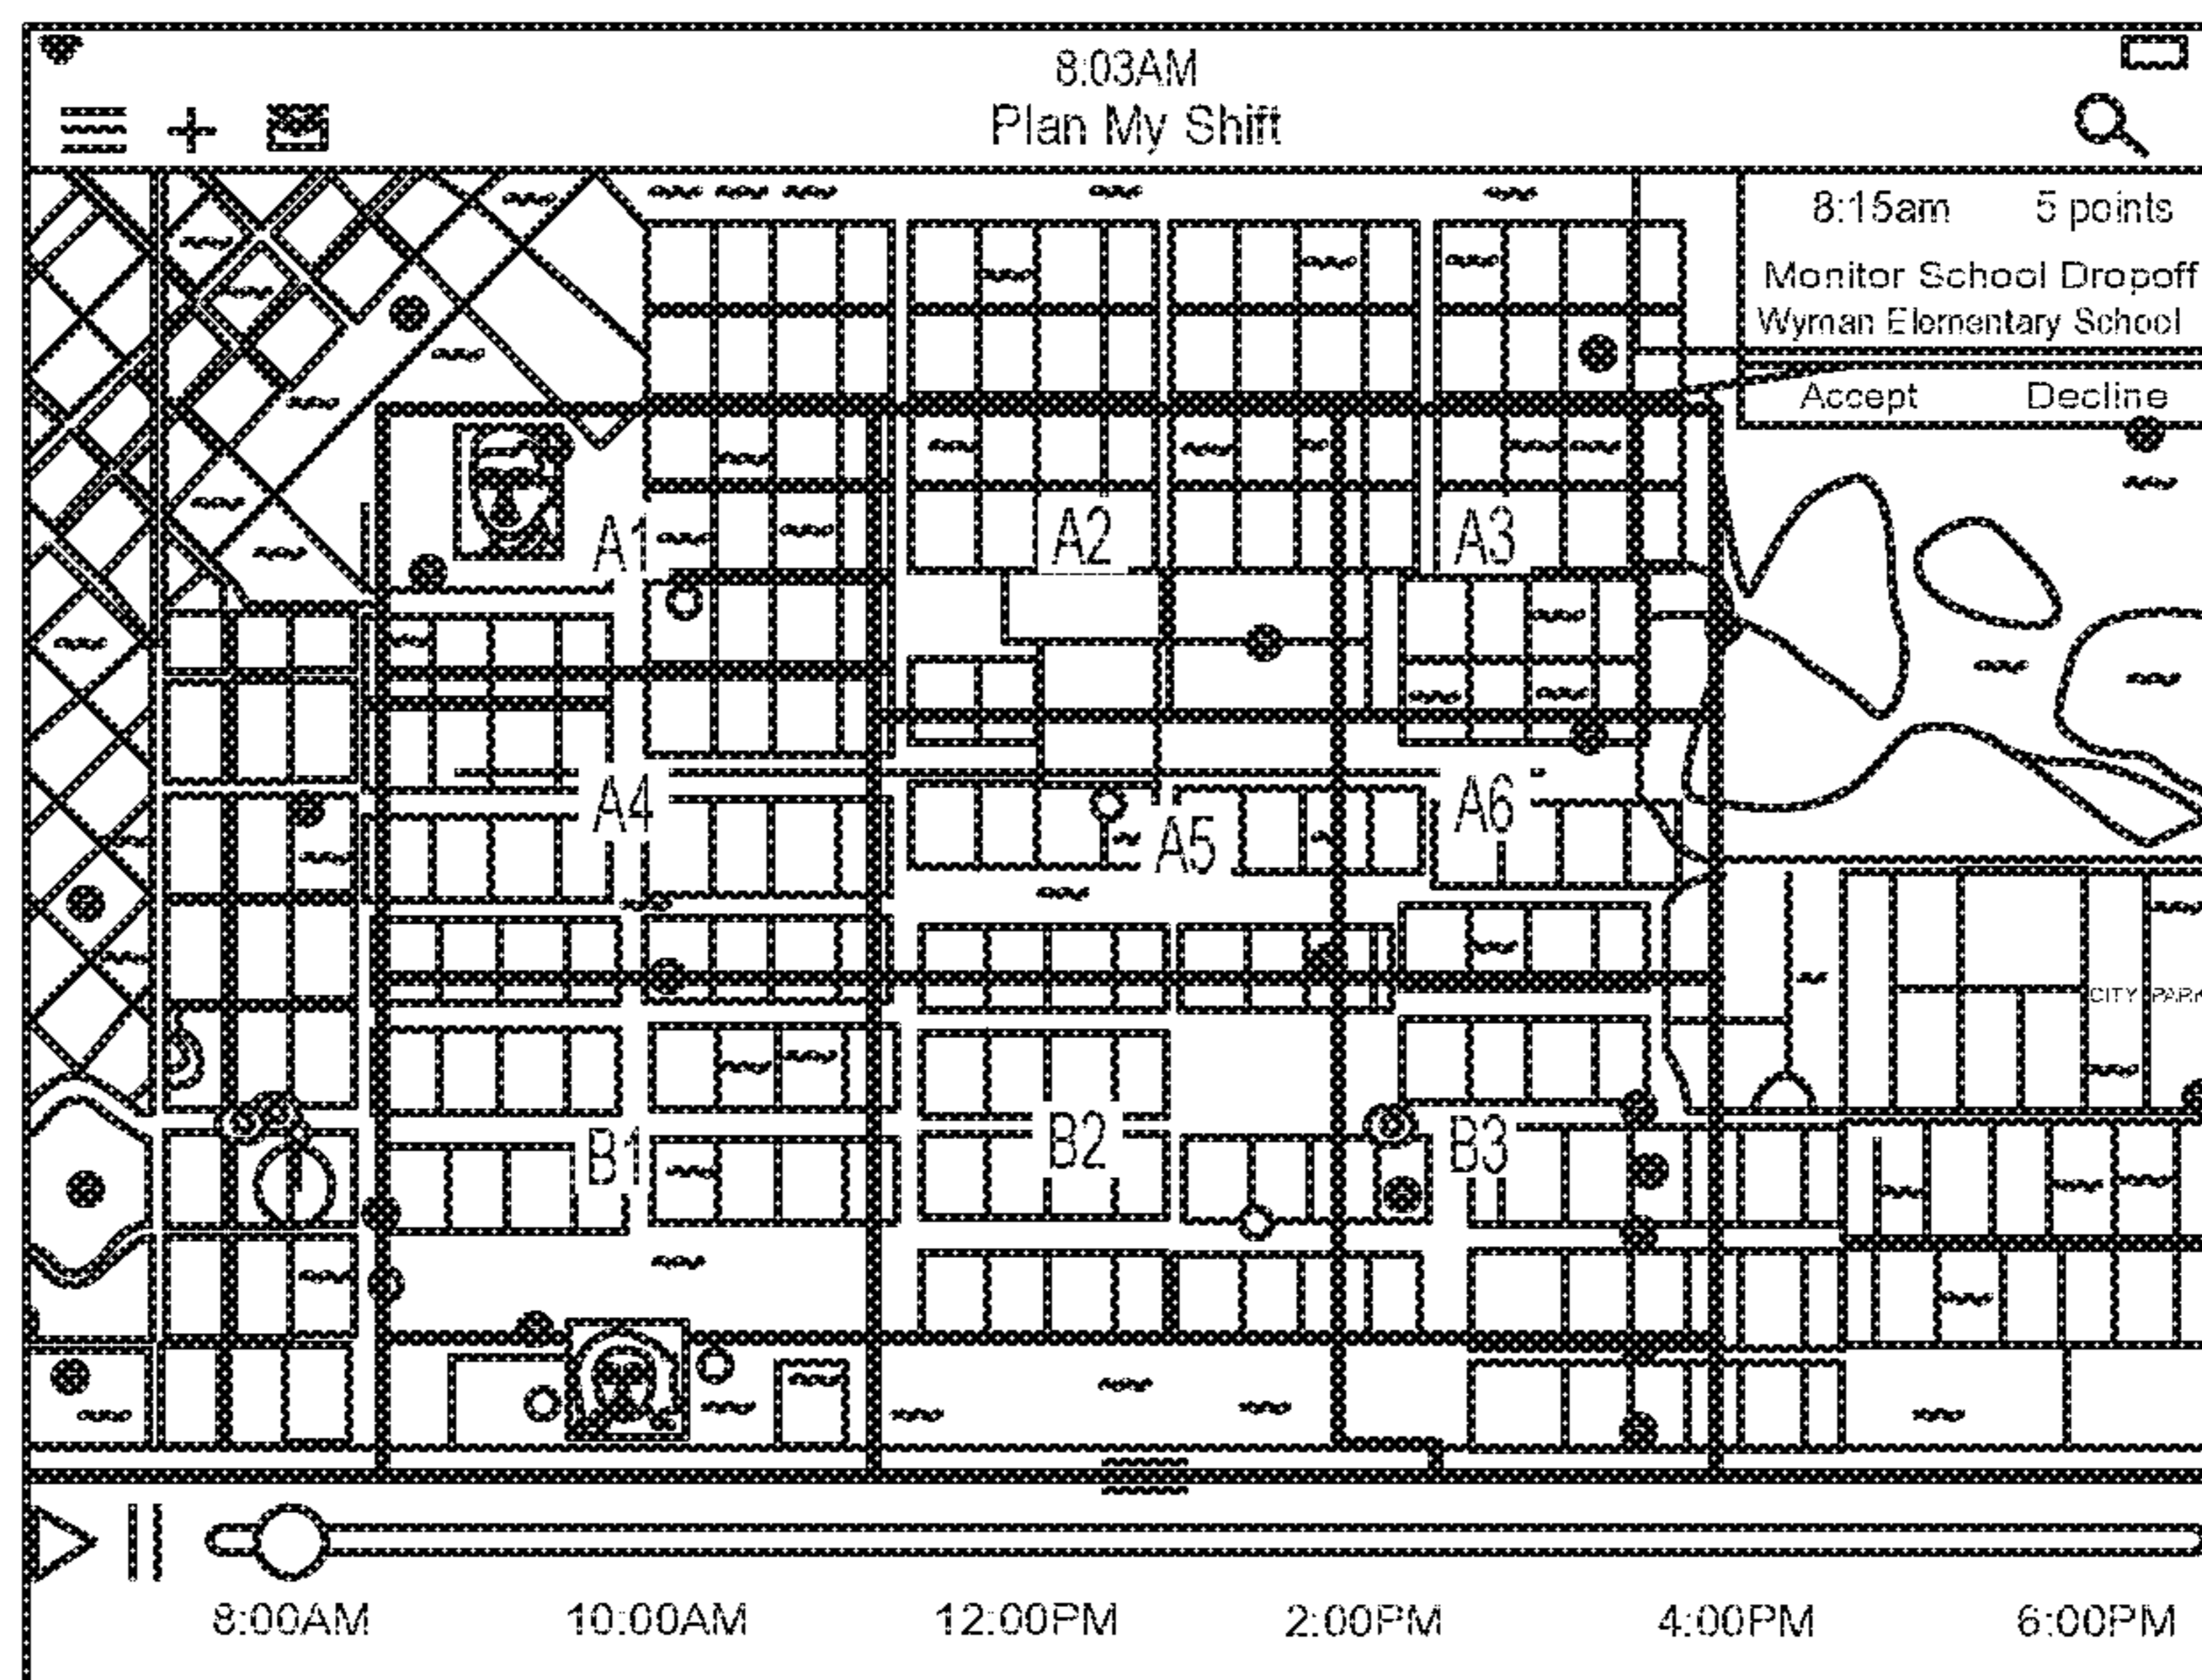 8:03AM
Plan My Shift
8:15am 5 points
Monitor School Dropoff
Wyman Elementary School
Accept Decline
A1 A2 A3
A4 A5 A6
CITY PARK
B1 B2 B3
8:00AM 10:00AM 12:00PM 2:00PM 4:00PM 6:00PM